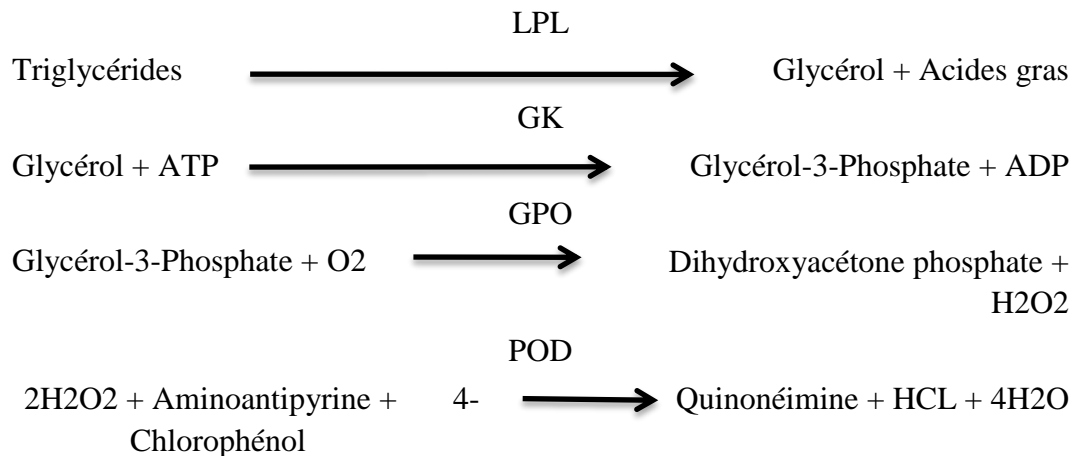 LPL
Triglycérides Glycérol + Acides gras
GK
Glycérol + ATP Glycérol-3-Phosphate + ADP
GPO
Glycérol-3-Phosphate + O2 Dihydroxyacétone phosphate +
H2O2
POD
2H2O2 + Aminoantipyrine + 4- Quinonéimine + HCL + 4H2O
Chlorophénol